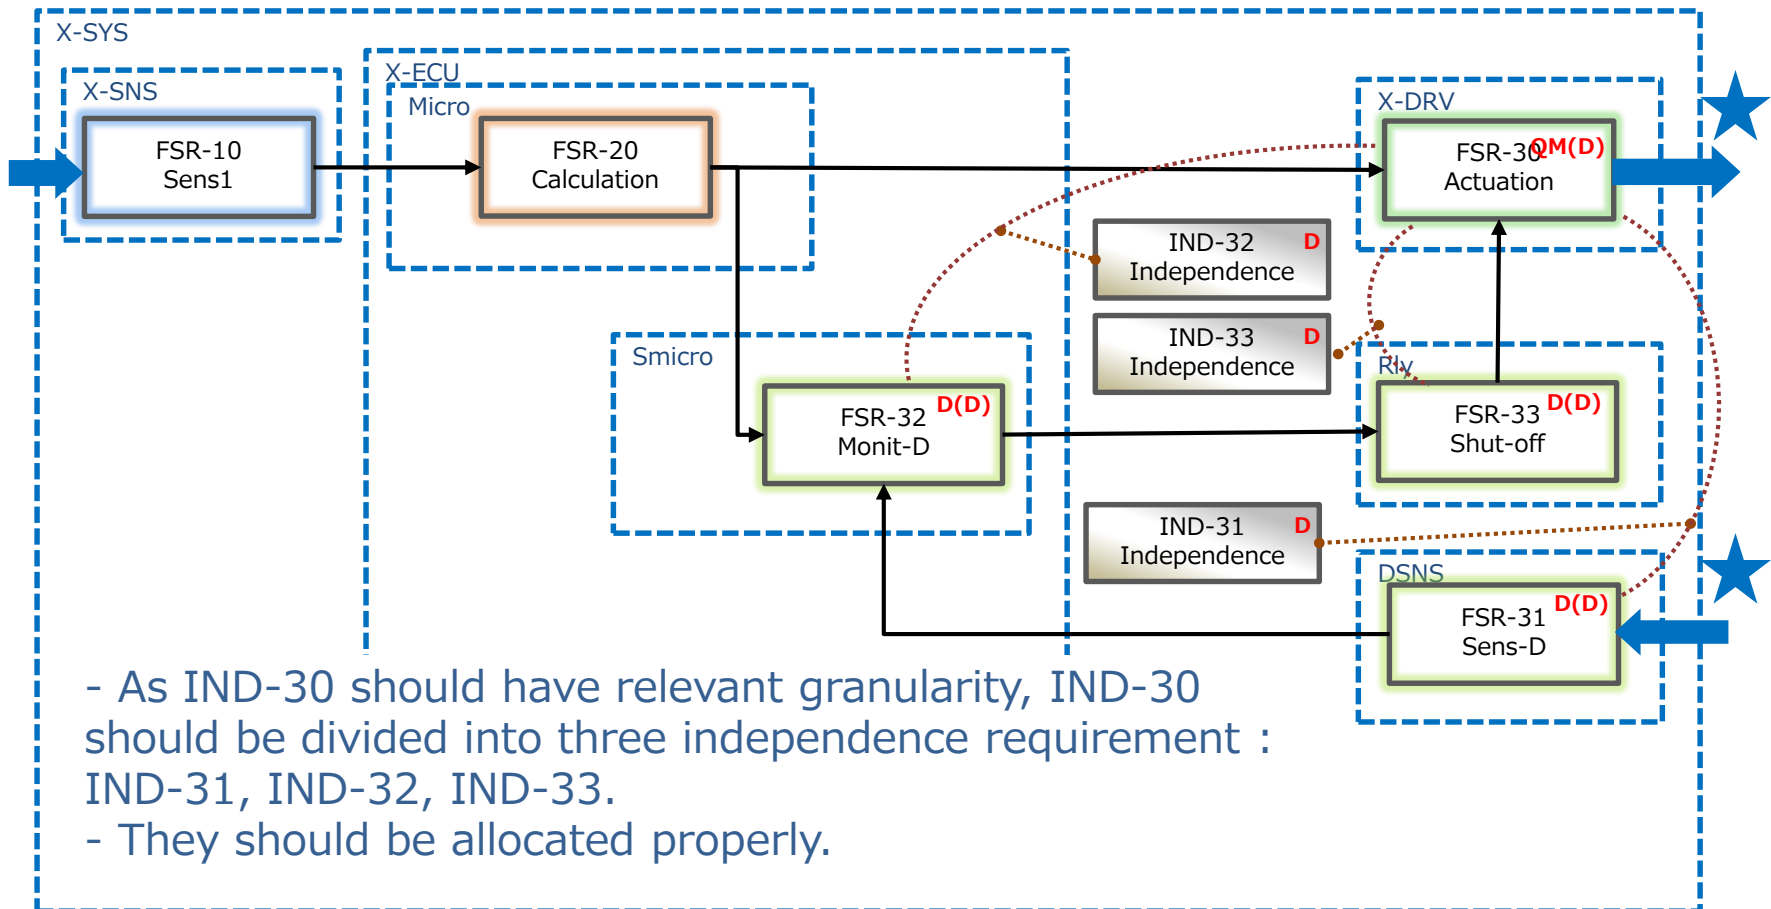 X-SYS
X-SNS
X-ECU
Micro
X-DRV
FSR-10
Sens1
FSR-20
Calculation
QM(D)
FSR-30
Actuation
IND-32 D
Independence
IND-33 D
Independence
Smicro
Rly
FSR-32 D(D)
Monit-D
FSR-33 D(D)
Shut-off
IND-31 D
Independence
DSNS
FSR-31 D(D)
Sens-D
- As IND-30 should have relevant granularity, IND-30
should be divided into three independence requirement :
IND-31, IND-32, IND-33.
- They should be allocated properly.